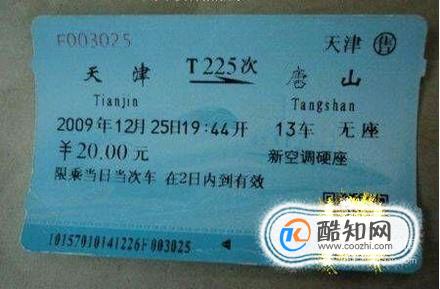 F003025 天津 售
天津 T225次 唐山
Tianjin Tangshan
2009年12月25日19:44开 13车 无座
￥20.00元 新空调硬座
限乘当日当次车 在2日内到有效
10157010141226F003025
酷知网
www.coozhi.com